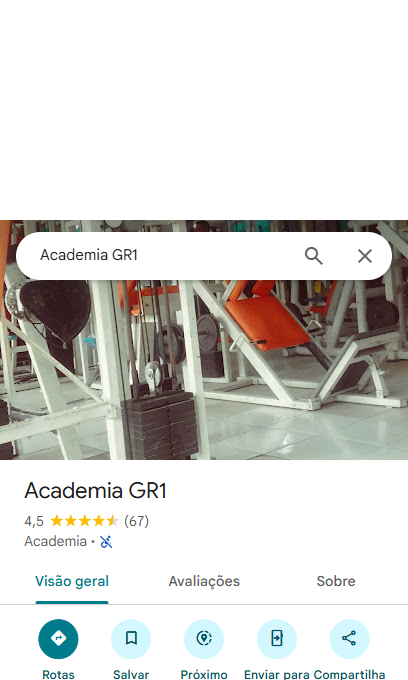 Academia GR1
Academia GR1
4,5 (67)
Academia ·
Visão geral Avaliações Sobre
Rotas Salvar Próximo Enviar para Compartilha